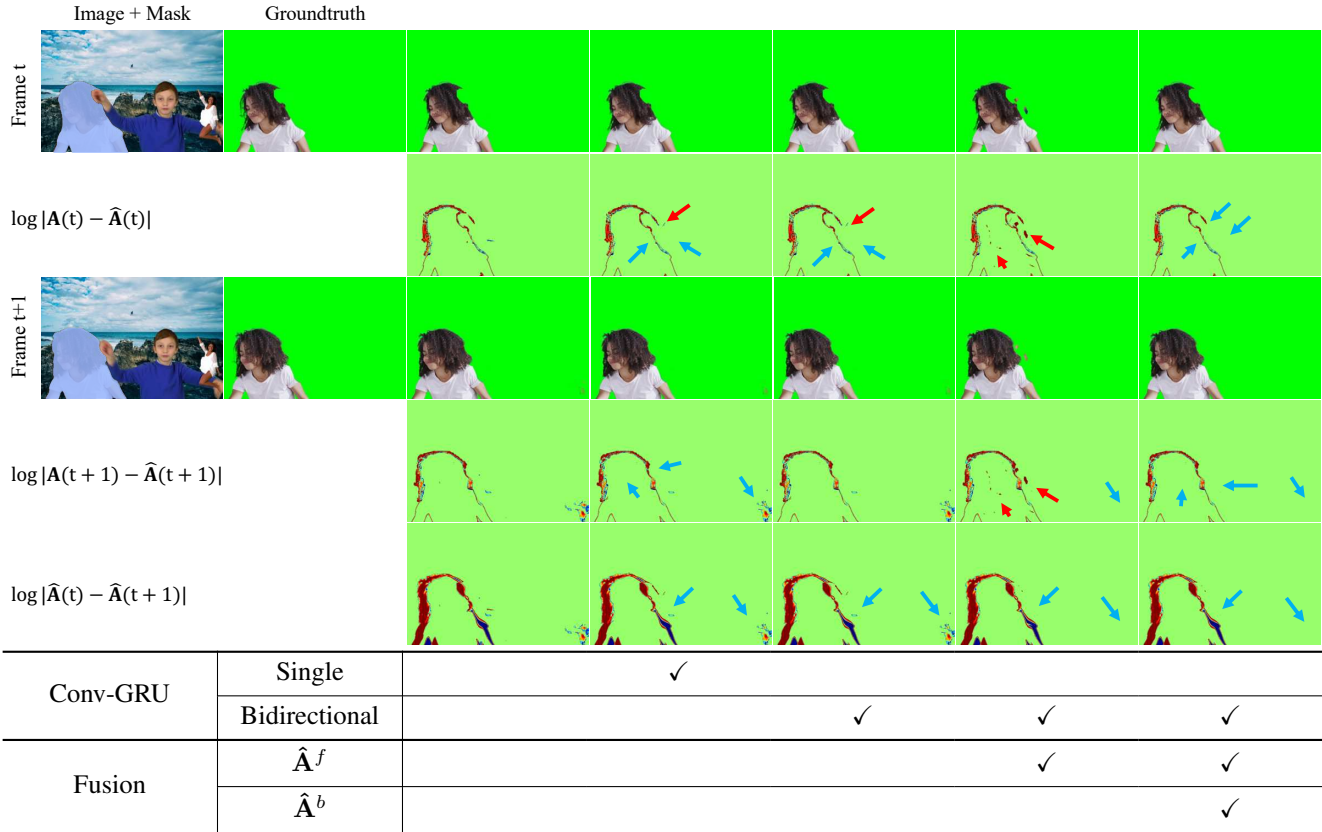 Image + Mask Groundtruth
Frame t
log |A(t) − Â(t)|
Frame t+1
log |A(t + 1) − Â(t + 1)|
log |Â(t) − Â(t + 1)|
Conv-GRU Single ✓
Bidirectional ✓ ✓ ✓
Fusion Â^f ✓ ✓
Â^b ✓